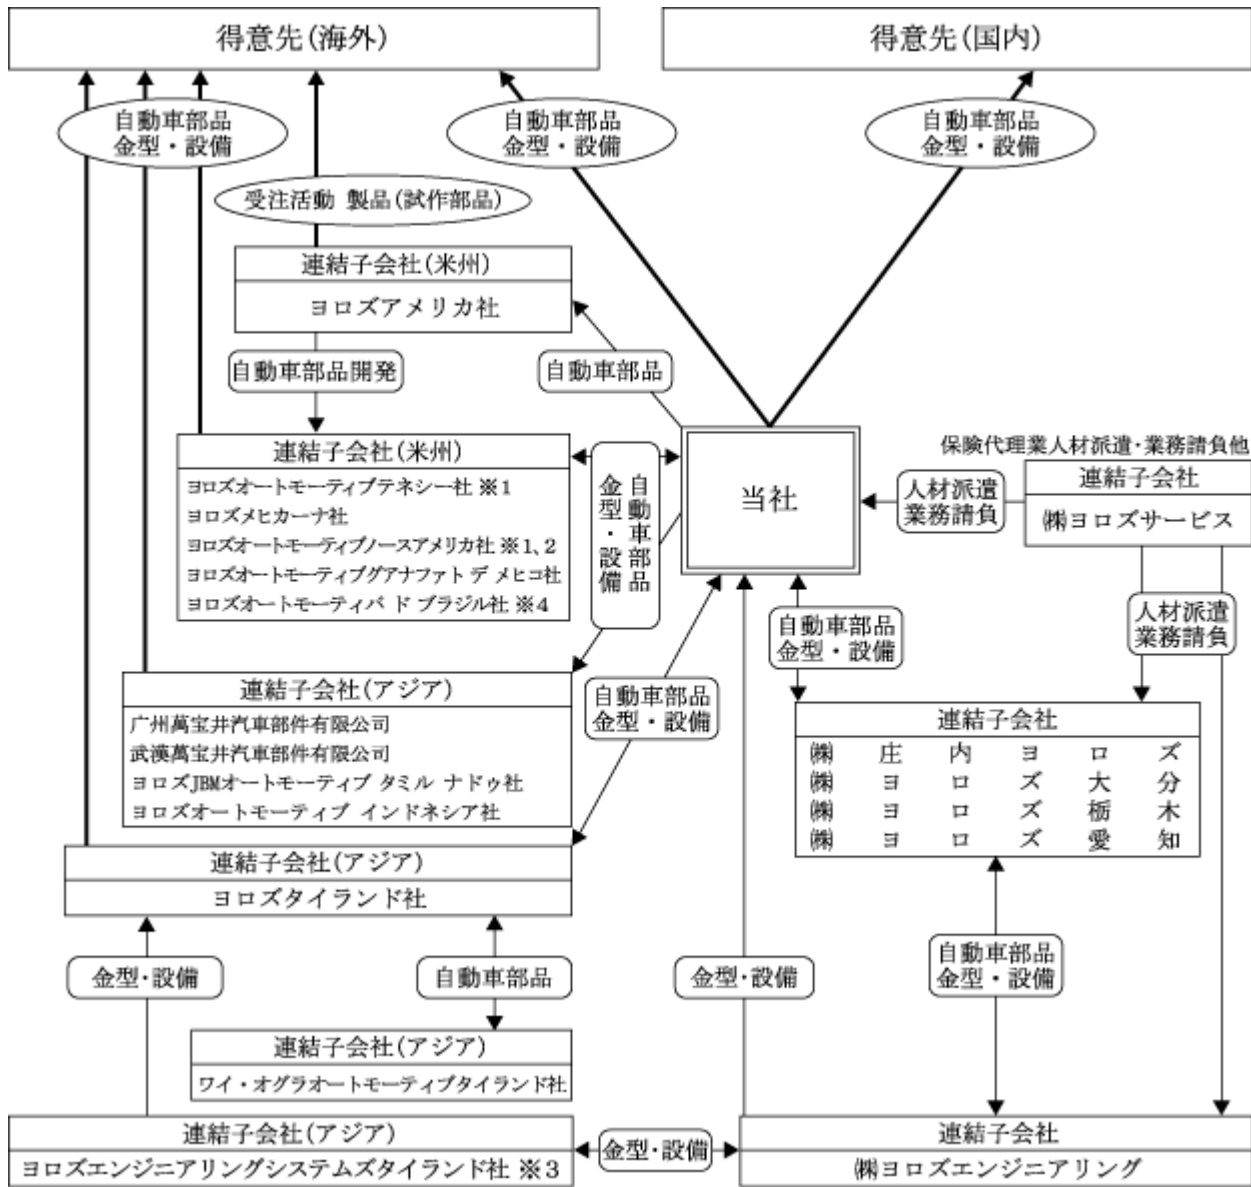 得意先(海外)
得意先(国内)
自動車部品
金型・設備
自動車部品
金型・設備
自動車部品
金型・設備
受注活動 製品(試作部品)
連結子会社(米州)
ヨロズアメリカ社
自動車部品開発
自動車部品
連結子会社(米州)
ヨロズオートモーティブテネシー社 ※1
ヨロズメヒカーナ社
ヨロズオートモーティブノースアメリカ社 ※1、2
ヨロズオートモーティブグアナファト デ メヒコ社
ヨロズオートモーティバ ド ブラジル社 ※4
自動車部品
金型・設備
当社
保険代理業人材派遣・業務請負他
連結子会社
㈱ヨロズサービス
人材派遣
業務請負
人材派遣
業務請負
自動車部品
金型・設備
連結子会社(アジア)
广州萬宝井汽車部件有限公司
武漢萬宝井汽車部件有限公司
ヨロズJBMオートモーティブ タミル ナドゥ社
ヨロズオートモーティブ インドネシア社
自動車部品
金型・設備
連結子会社
㈱ 庄 内 ヨ ロ ズ
㈱ ヨ ロ ズ 大 分
㈱ ヨ ロ ズ 栃 木
㈱ ヨ ロ ズ 愛 知
連結子会社(アジア)
ヨロズタイランド社
金型・設備
自動車部品
金型・設備
自動車部品
金型・設備
連結子会社(アジア)
ワイ・オグラオートモーティブタイランド社
連結子会社(アジア)
ヨロズエンジニアリングシステムズタイランド社 ※3
金型・設備
連結子会社
㈱ヨロズエンジニアリング